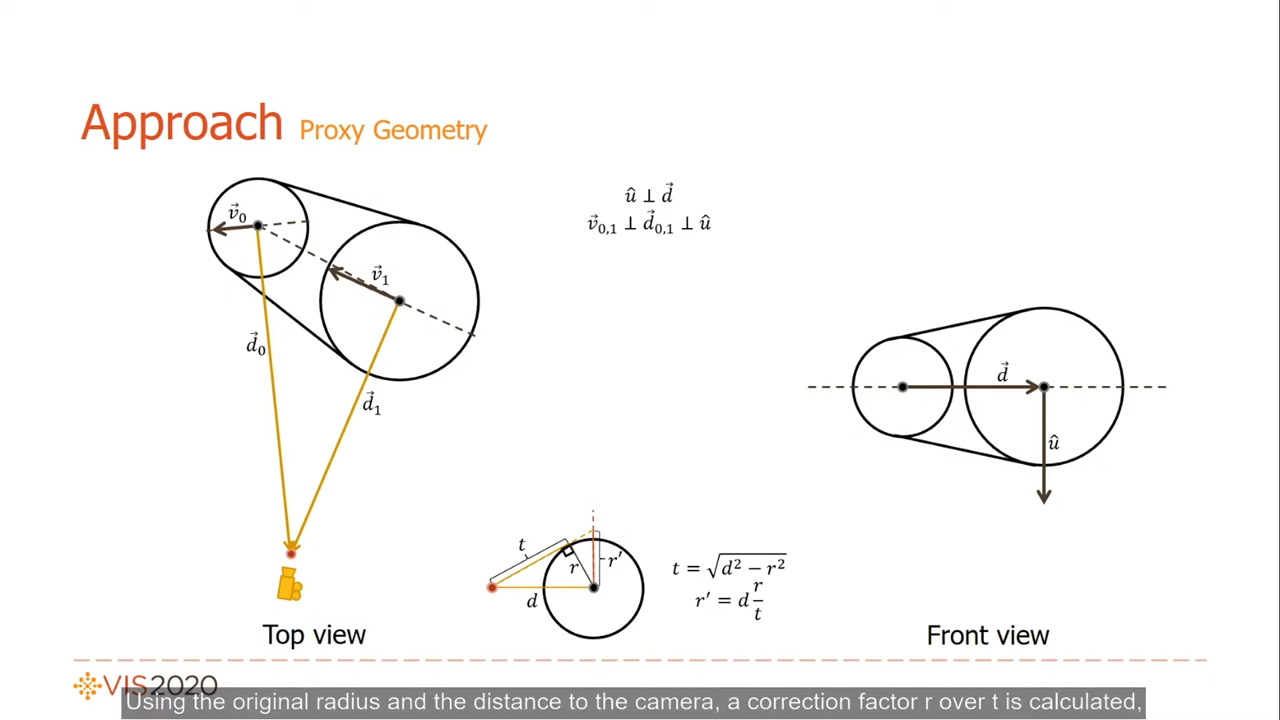 Approach Proxy Geometry
v⃗₀
v⃗₁
d⃗₀
d⃗₁
û ⊥ d⃗
v⃗₀,₁ ⊥ d⃗₀,₁ ⊥ û
d⃗
û
t
r
r′
d
t = √(d² − r²)
r′ = d r/t
Top view
Front view
VIS2020
Using the original radius and the distance to the camera, a correction factor r over t is calculated,